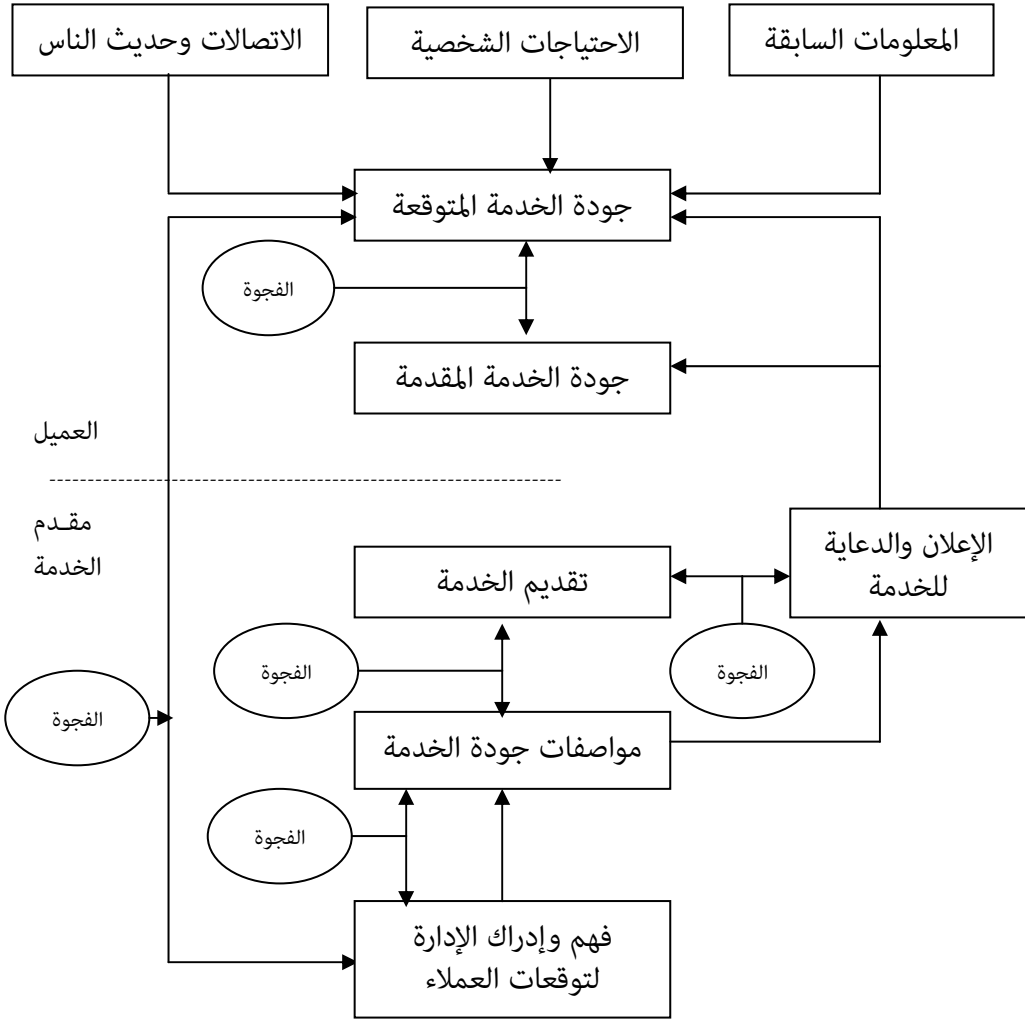 المعلومات السابقة
الاحتياجات الشخصية
الاتصالات وحديث الناس
جودة الخدمة المتوقعة
الفجوة
جودة الخدمة المقدمة
العميل
مقـدم
الخدمة
الإعلان والدعاية
للخدمة
تقديم الخدمة
الفجوة
الفجوة
الفجوة
مواصفات جودة الخدمة
الفجوة
فهم وإدراك الإدارة
لتوقعات العملاء